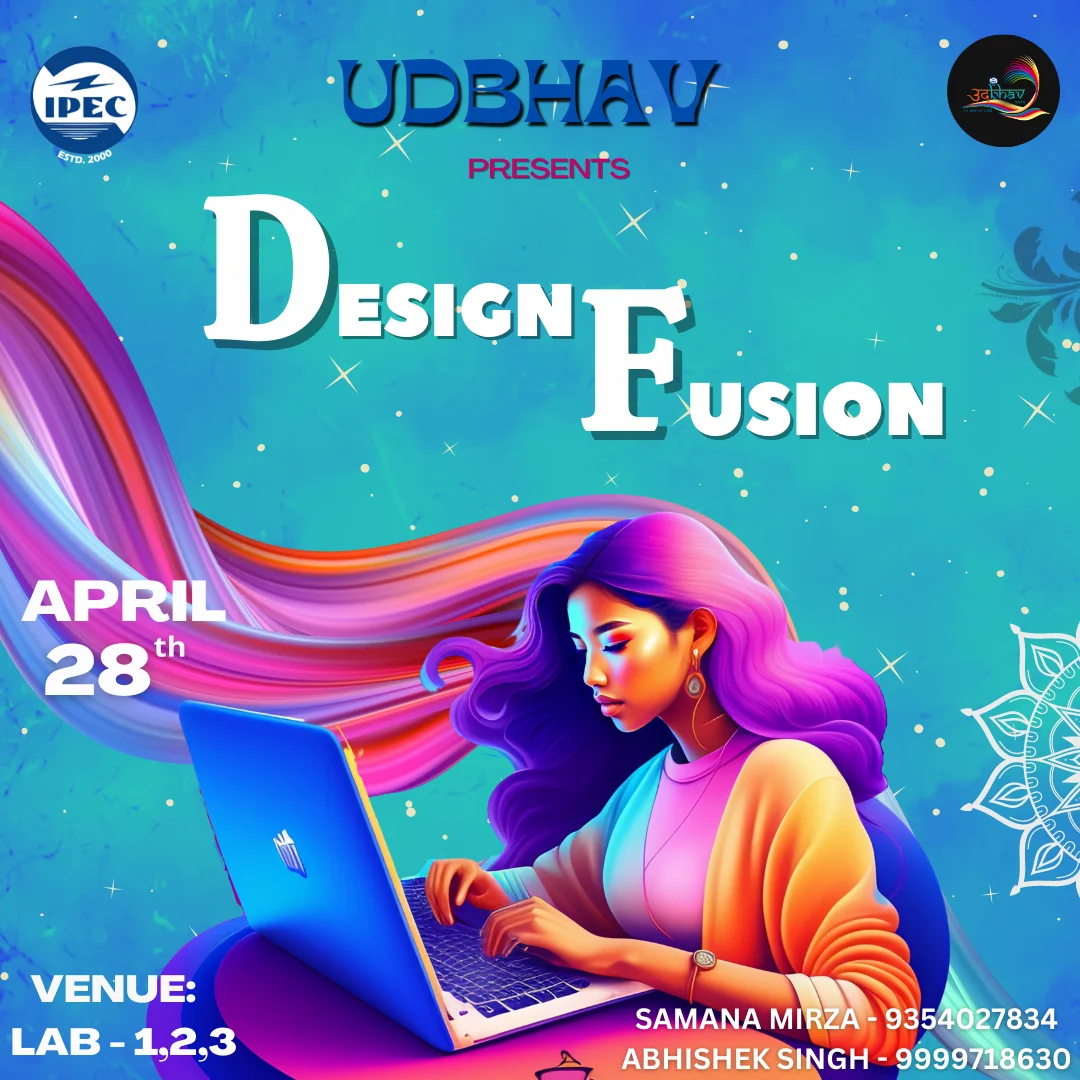 IPEC
ESTD. 2000
UDBHAV
उदbhav
PRESENTS
DESIGN
FUSION
APRIL
28th
VENUE:
LAB - 1,2,3
SAMANA MIRZA - 9354027834
ABHISHEK SINGH - 9999718630